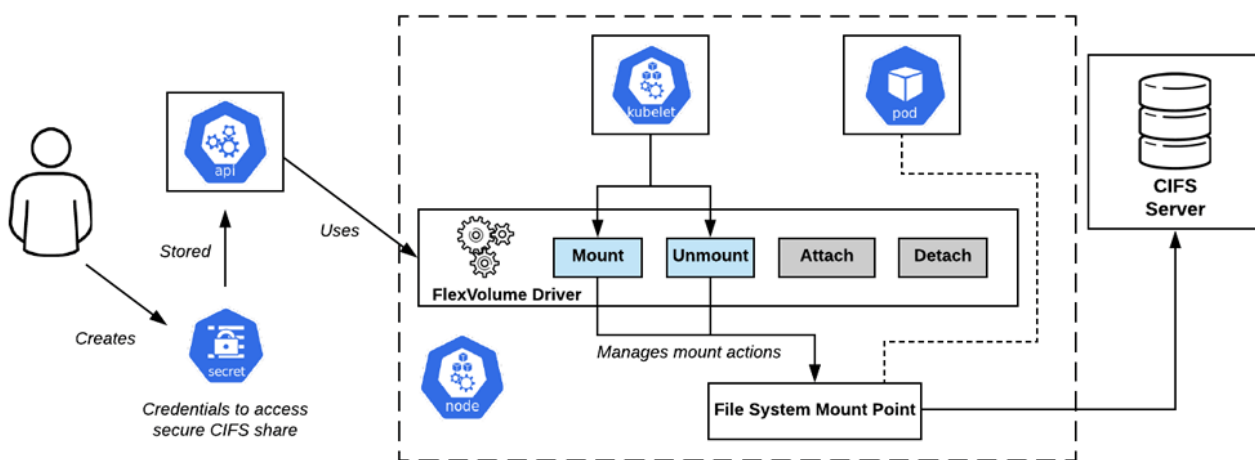 kubelet
pod
api
CIFS
Server
Stored
Uses
Mount
Unmount
Attach
Detach
FlexVolume Driver
Creates
secret
Manages mount actions
node
Credentials to access
secure CIFS share
File System Mount Point